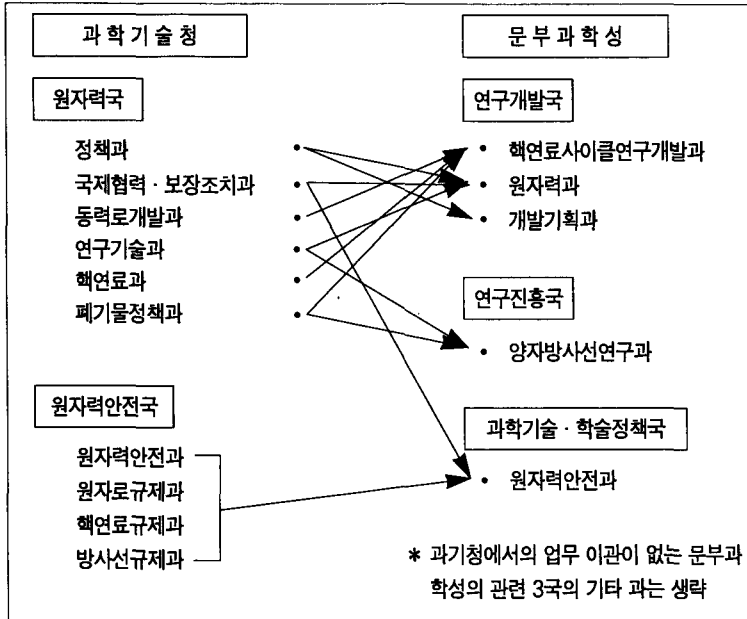 과학기술청
문부과학성
원자력국
정책과
국제협력 · 보장조치과
동력로개발과
연구기술과
핵연료과
폐기물정책과
원자력안전국
원자력안전과
원자로규제과
핵연료규제과
방사선규제과
연구개발국
• 핵연료사이클연구개발과
• 원자력과
• 개발기획과
연구진흥국
• 양자방사선연구과
과학기술 · 학술정책국
• 원자력안전과
* 과기청에서의 업무 이관이 없는 문부과
학성의 관련 3국의 기타 과는 생략